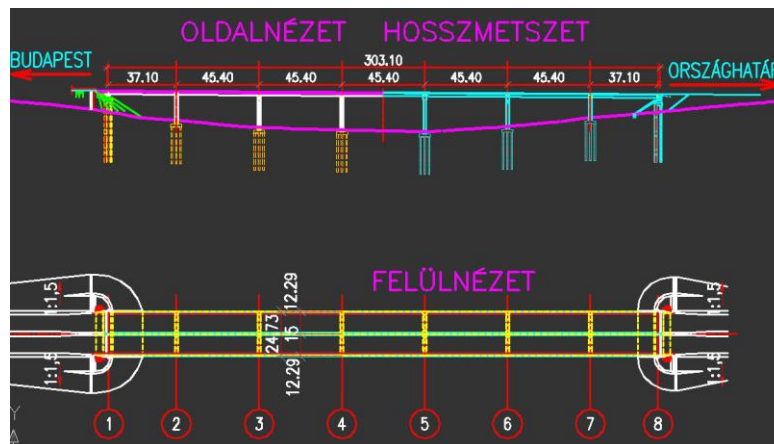 OLDALNÉZET HOSSZMETSZET
BUDAPEST
303.10
ORSZÁGHATÁR
37.10 45.40 45.40 45.40 45.40 45.40 37.10
FELÜLNÉZET
1:1,5
12.29
1:1,5
24.73
15
1:1,5
12.29
1:1,5
1 2 3 4 5 6 7 8
Y